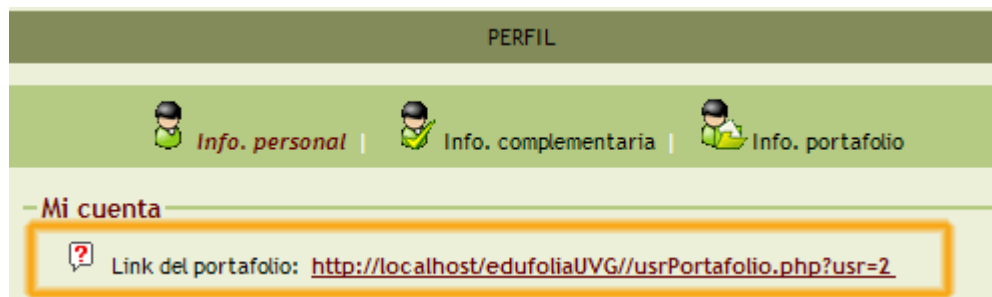 PERFIL
Info. personal | Info. complementaria | Info. portafolio
Mi cuenta
? Link del portafolio: http://localhost/edufoliaUVG//usrPortafolio.php?usr=2